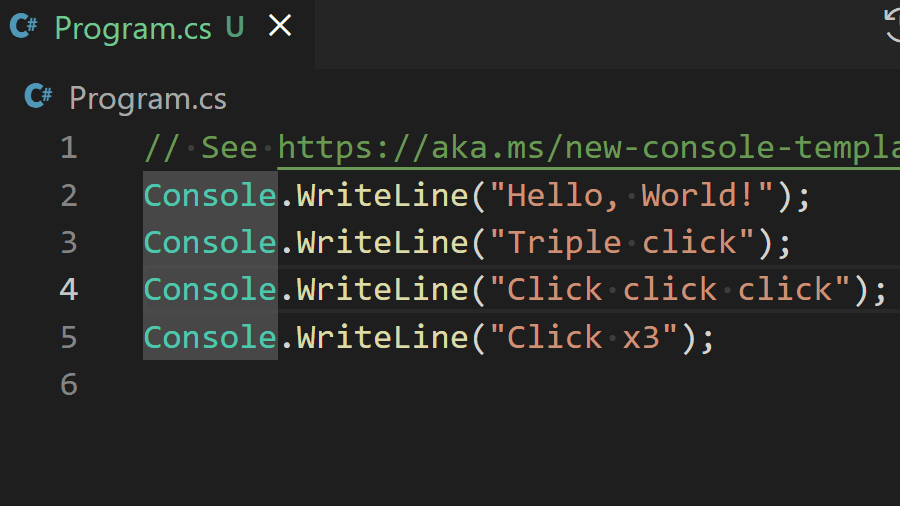 C# Program.cs U
C# Program.cs
1 // See https://aka.ms/new-console-templa
2 Console.WriteLine("Hello, World!");
3 Console.WriteLine("Triple click");
4 Console.WriteLine("Click click click");
5 Console.WriteLine("Click x3");
6